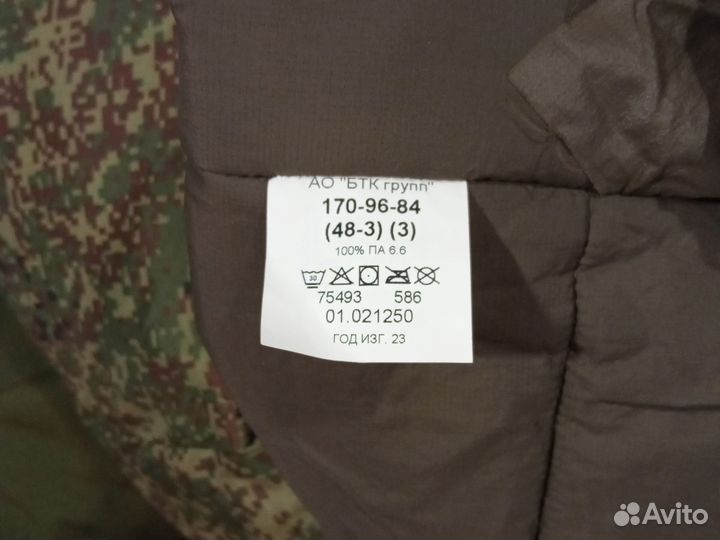 АО "БТК групп"
170-96-84
(48-3) (3)
100% ПА 6.6
30
75493 586
01.021250
ГОД ИЗГ. 23
Avito